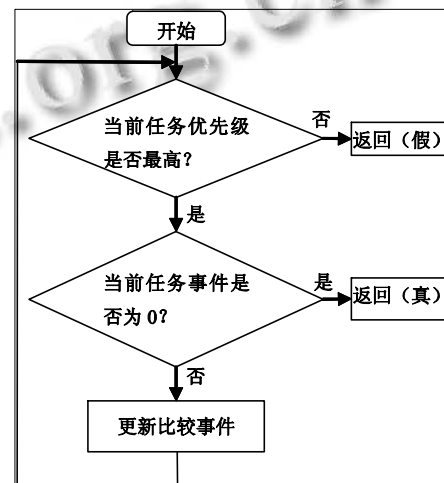 开始
当前任务优先级
是否最高?
否
返回（假）
是
当前任务事件是
否为 0?
是
返回（真）
否
更新比较事件